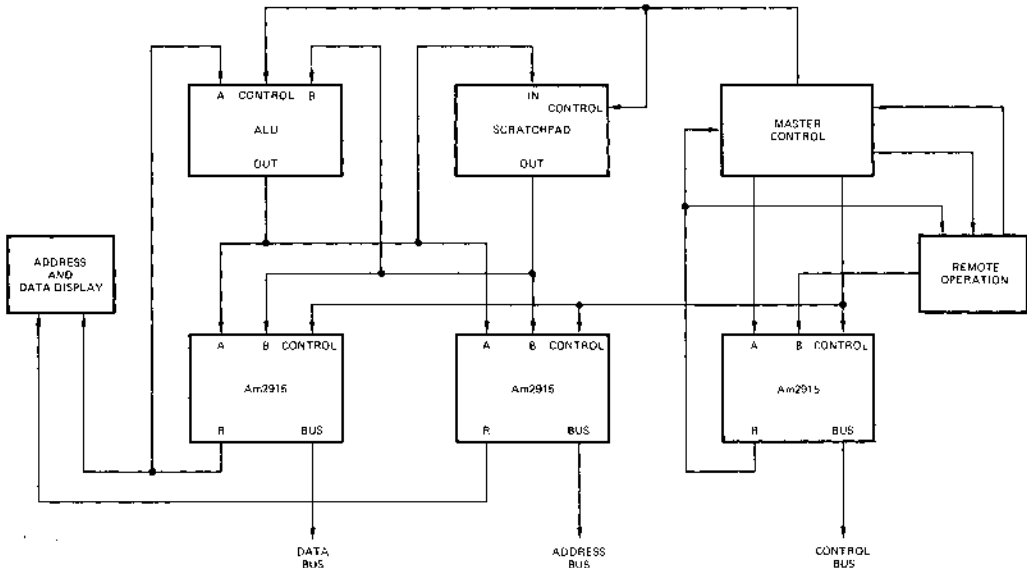 A CONTROL B
ALU
OUT
IN
CONTROL
SCRATCHPAD
OUT
MASTER
CONTROL
ADDRESS
AND
DATA DISPLAY
REMOTE
OPERATION
A B CONTROL
Am2915
R BUS
A B CONTROL
Am2915
R BUS
A B CONTROL
Am2915
R BUS
DATA
BUS
ADDRESS
BUS
CONTROL
BUS